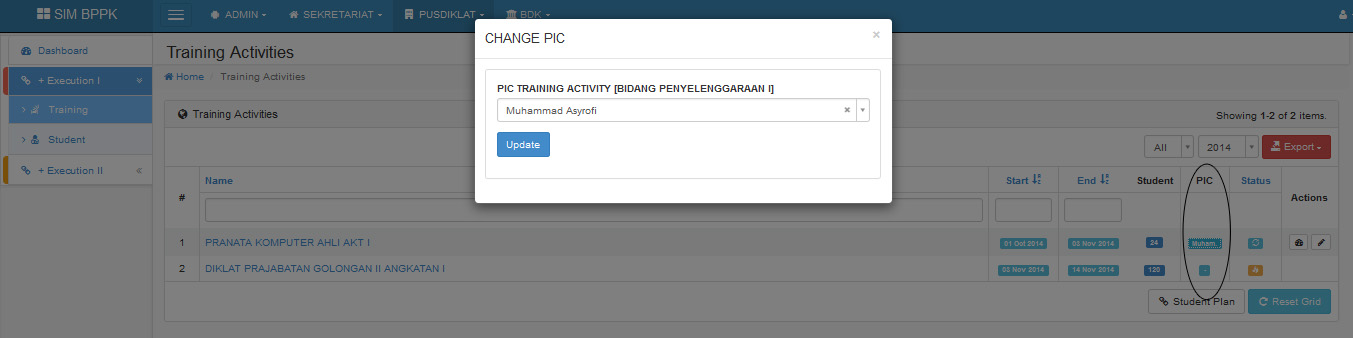 SIM BPPK
ADMIN
SEKRETARIAT
PUSDIKLAT
BDK
CHANGE PIC
×
PIC TRAINING ACTIVITY [BIDANG PENYELENGGARAAN I]
Muhammad Asyrofi
Update
Dashboard
+ Execution I
Training
Student
+ Execution II
Training Activities
Home / Training Activities
Training Activities
Showing 1-2 of 2 items.
All 2014 Export
# Name Start End Student PIC Status Actions
1 PRANATA KOMPUTER AHLI AKT I 01 Oct 2014 03 Nov 2014 24 Muham.
2 DIKLAT PRAJABATAN GOLONGAN II ANGKATAN I 03 Nov 2014 14 Nov 2014 120 -
Student Plan Reset Grid